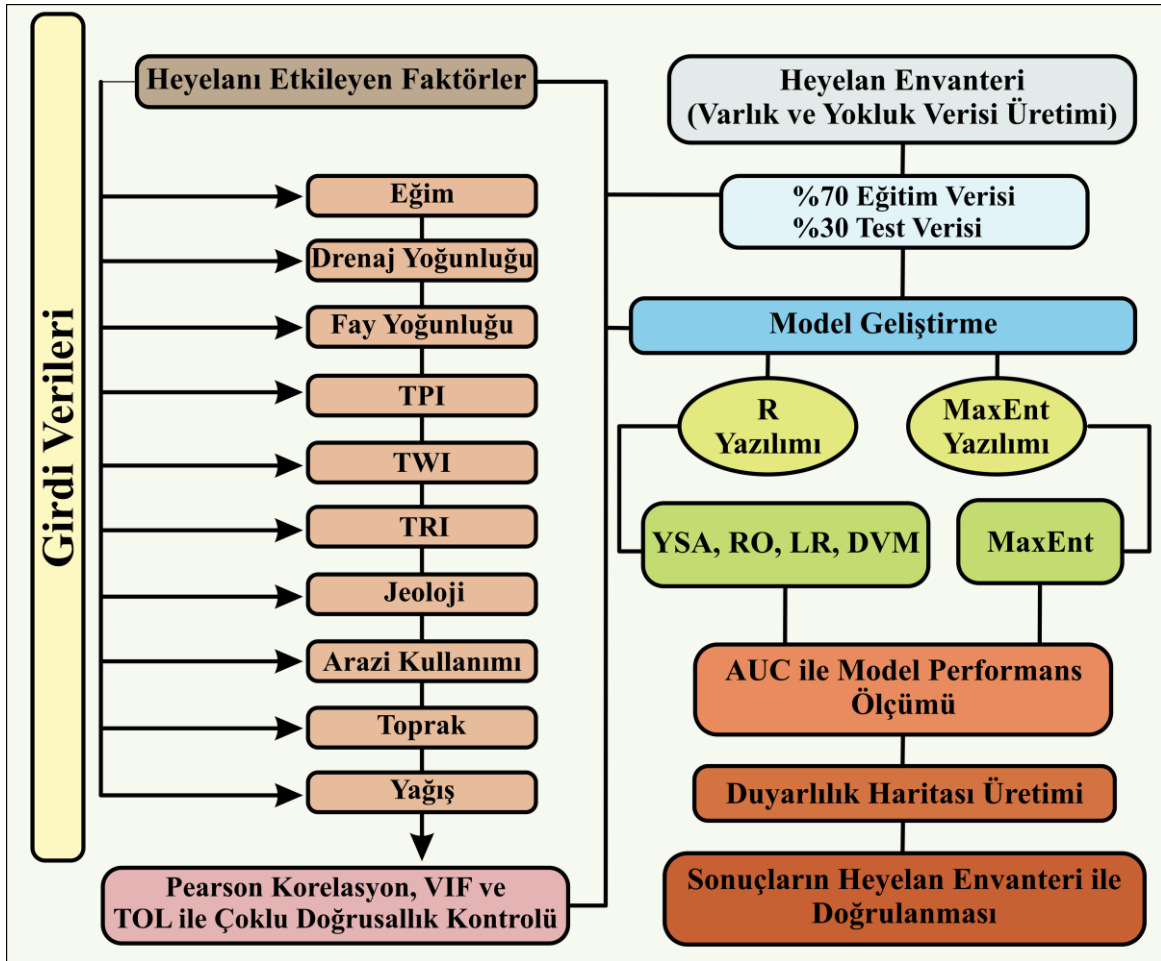 Girdi Verileri
Heyelanı Etkileyen Faktörler
Eğim
Drenaj Yoğunluğu
Fay Yoğunluğu
TPI
TWI
TRI
Jeoloji
Arazi Kullanımı
Toprak
Yağış
Pearson Korelasyon, VIF ve
TOL ile Çoklu Doğrusallık Kontrolü
Heyelan Envanteri
(Varlık ve Yokluk Verisi Üretimi)
%70 Eğitim Verisi
%30 Test Verisi
Model Geliştirme
R
Yazılımı
MaxEnt
Yazılımı
YSA, RO, LR, DVM
MaxEnt
AUC ile Model Performans
Ölçümü
Duyarlılık Haritası Üretimi
Sonuçların Heyelan Envanteri ile
Doğrulanması